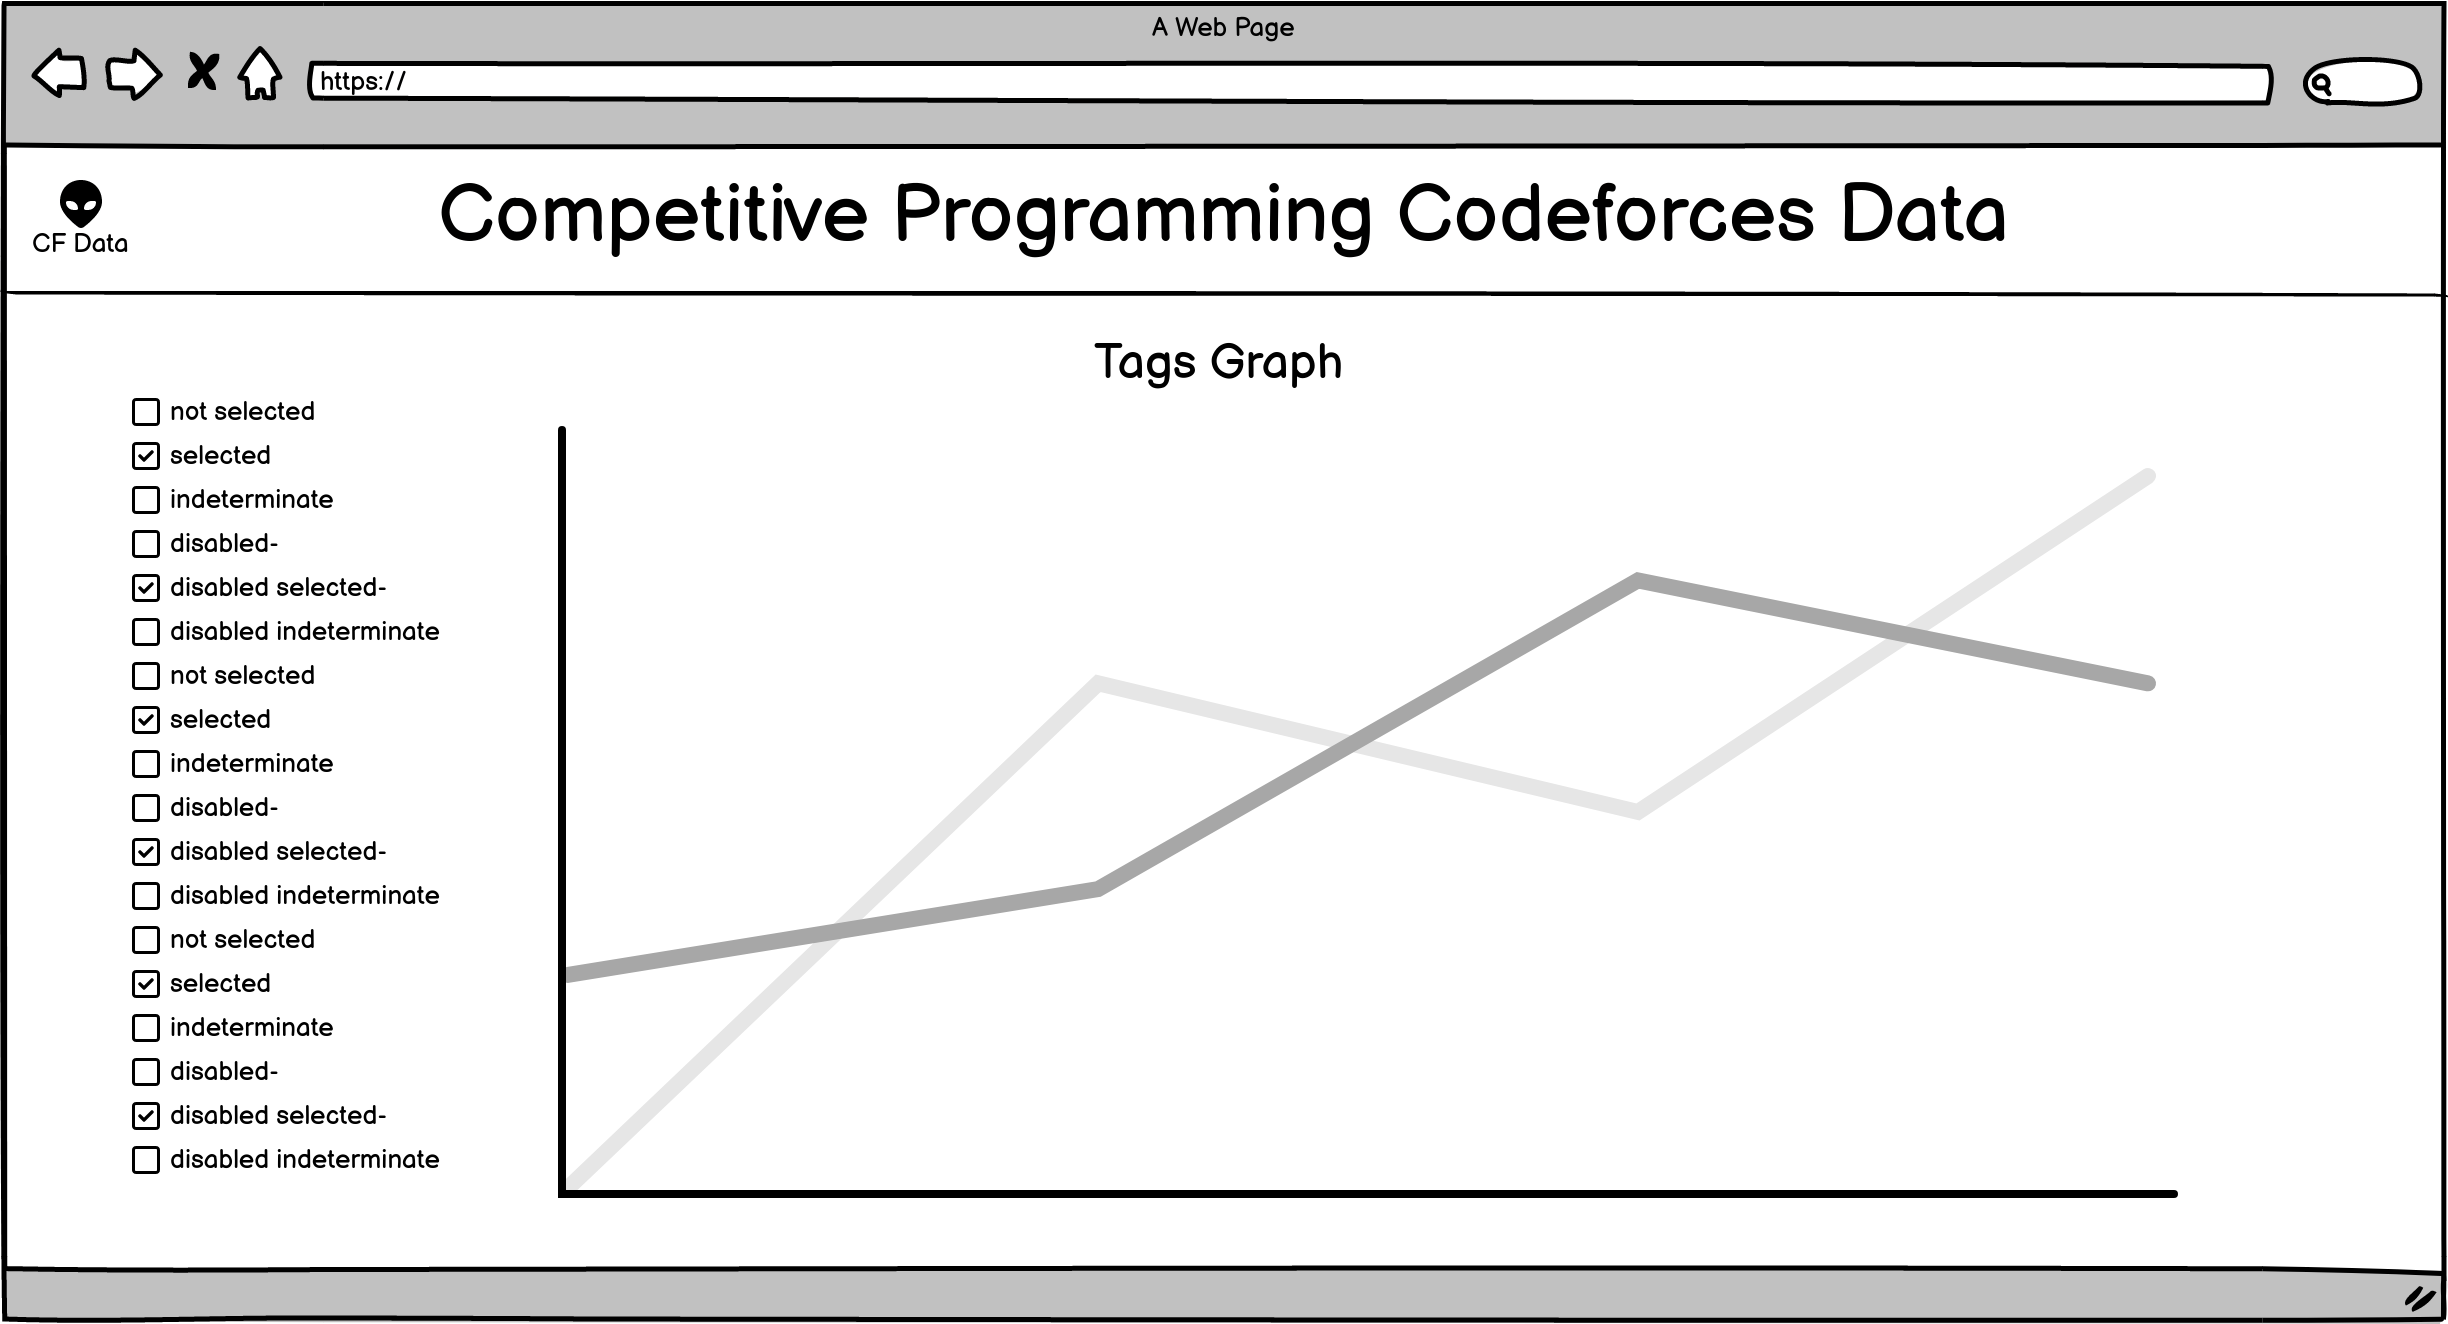 A Web Page
https://
CF Data
Competitive Programming Codeforces Data
Tags Graph
not selected
selected
indeterminate
disabled-
disabled selected-
disabled indeterminate
not selected
selected
indeterminate
disabled-
disabled selected-
disabled indeterminate
not selected
selected
indeterminate
disabled-
disabled selected-
disabled indeterminate